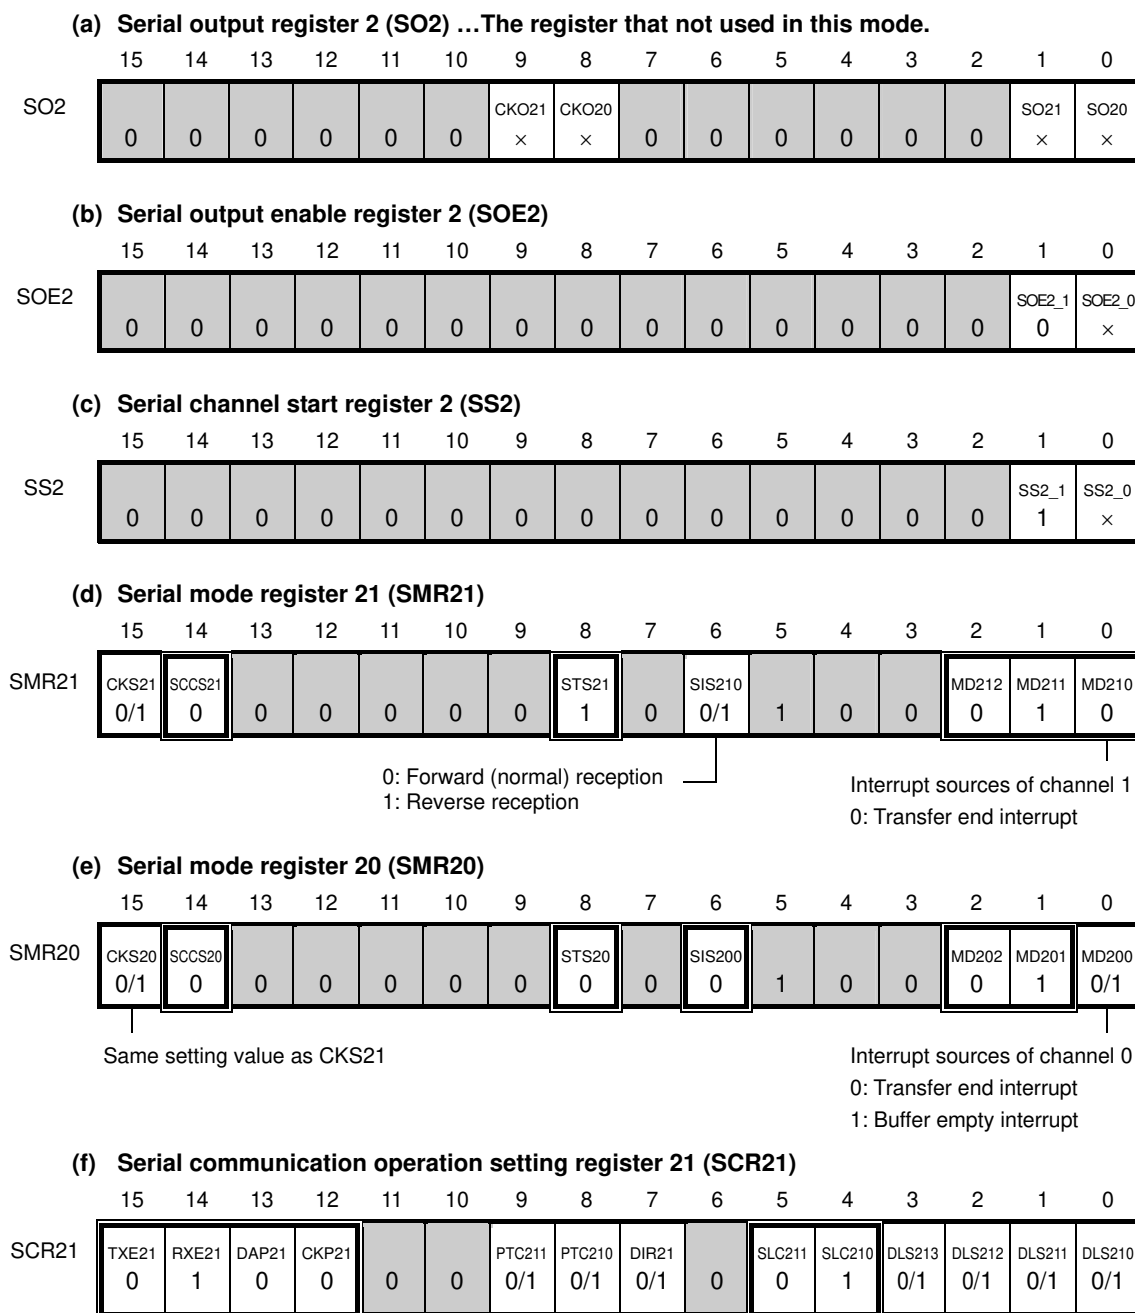 (a) Serial output register 2 (SO2) …The register that not used in this mode.
15 14 13 12 11 10 9 8 7 6 5 4 3 2 1 0
SO2 CKO21 CKO20 SO21 SO20
0 0 0 0 0 0 × × 0 0 0 0 0 0 × ×
(b) Serial output enable register 2 (SOE2)
15 14 13 12 11 10 9 8 7 6 5 4 3 2 1 0
SOE2 SOE2_1 SOE2_0
0 0 0 0 0 0 0 0 0 0 0 0 0 0 0 ×
(c) Serial channel start register 2 (SS2)
15 14 13 12 11 10 9 8 7 6 5 4 3 2 1 0
SS2 SS2_1 SS2_0
0 0 0 0 0 0 0 0 0 0 0 0 0 0 1 ×
(d) Serial mode register 21 (SMR21)
15 14 13 12 11 10 9 8 7 6 5 4 3 2 1 0
SMR21 CKS21 SCCS21 STS21 SIS210 MD212 MD211 MD210
0/1 0 0 0 0 0 0 1 0 0/1 1 0 0 0 1 0
0: Forward (normal) reception
1: Reverse reception
Interrupt sources of channel 1
0: Transfer end interrupt
(e) Serial mode register 20 (SMR20)
15 14 13 12 11 10 9 8 7 6 5 4 3 2 1 0
SMR20 CKS20 SCCS20 STS20 SIS200 MD202 MD201 MD200
0/1 0 0 0 0 0 0 0 0 0 1 0 0 0 1 0/1
Same setting value as CKS21
Interrupt sources of channel 0
0: Transfer end interrupt
1: Buffer empty interrupt
(f) Serial communication operation setting register 21 (SCR21)
15 14 13 12 11 10 9 8 7 6 5 4 3 2 1 0
SCR21 TXE21 RXE21 DAP21 CKP21 PTC211 PTC210 DIR21 SLC211 SLC210 DLS213 DLS212 DLS211 DLS210
0 1 0 0 0 0 0/1 0/1 0/1 0 0 1 0/1 0/1 0/1 0/1